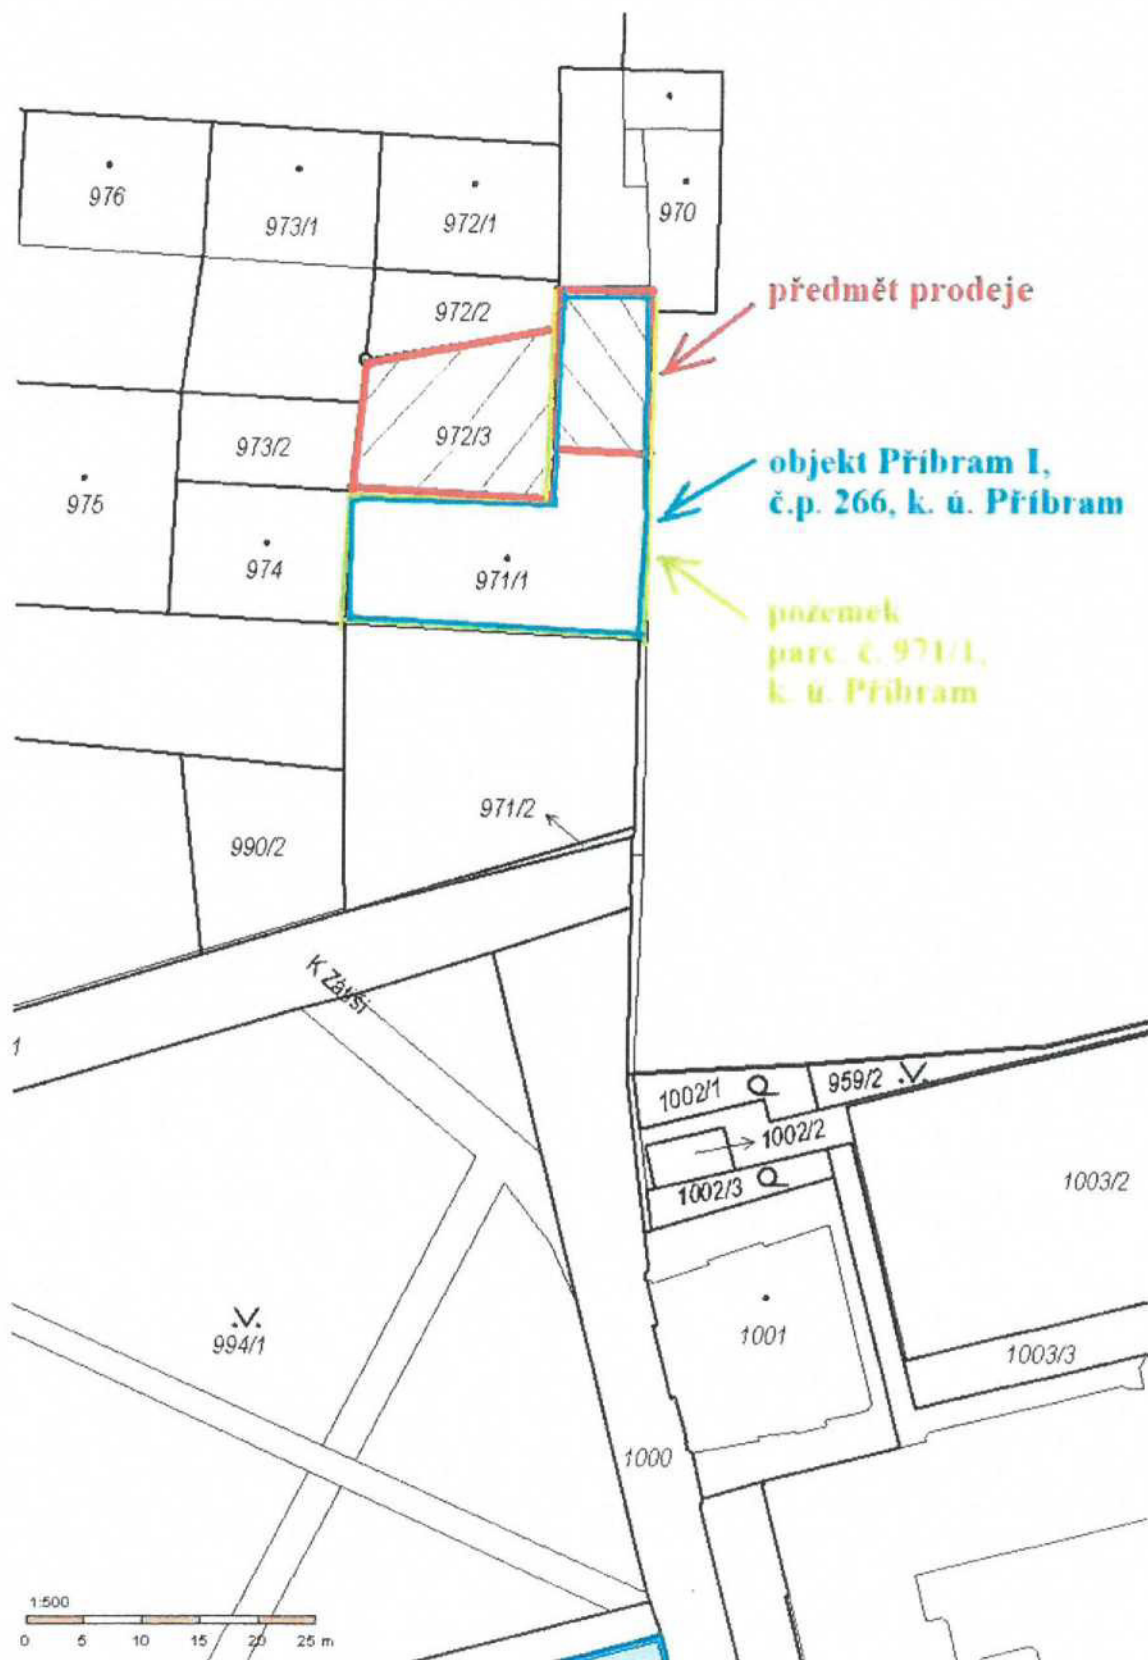 976
973/1
972/1
970
972/2
předmět prodeje
973/2
972/3
975
objekt Příbram I,
č.p. 266, k. ú. Příbram
974
971/1
pozemek
parc. č. 971/1,
k. ú. Příbram
971/2
990/2
K Závsí
1
1002/1
959/2
1002/2
1002/3
1003/2
994/1
1001
1003/3
1000
1:500
0 5 10 15 20 25 m